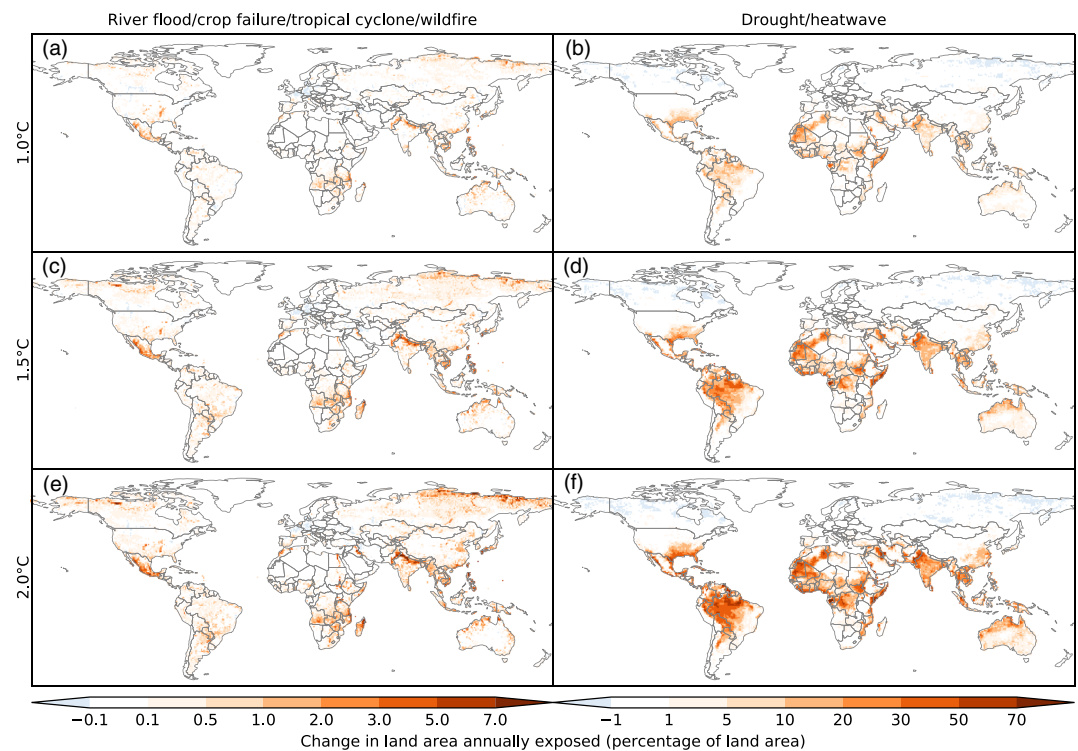 River flood/crop failure/tropical cyclone/wildfire
Drought/heatwave
(a)
(b)
1.0°C
(c)
(d)
1.5°C
(e)
(f)
2.0°C
−0.1 0.1 0.5 1.0 2.0 3.0 5.0 7.0
−1 1 5 10 20 30 50 70
Change in land area annually exposed (percentage of land area)